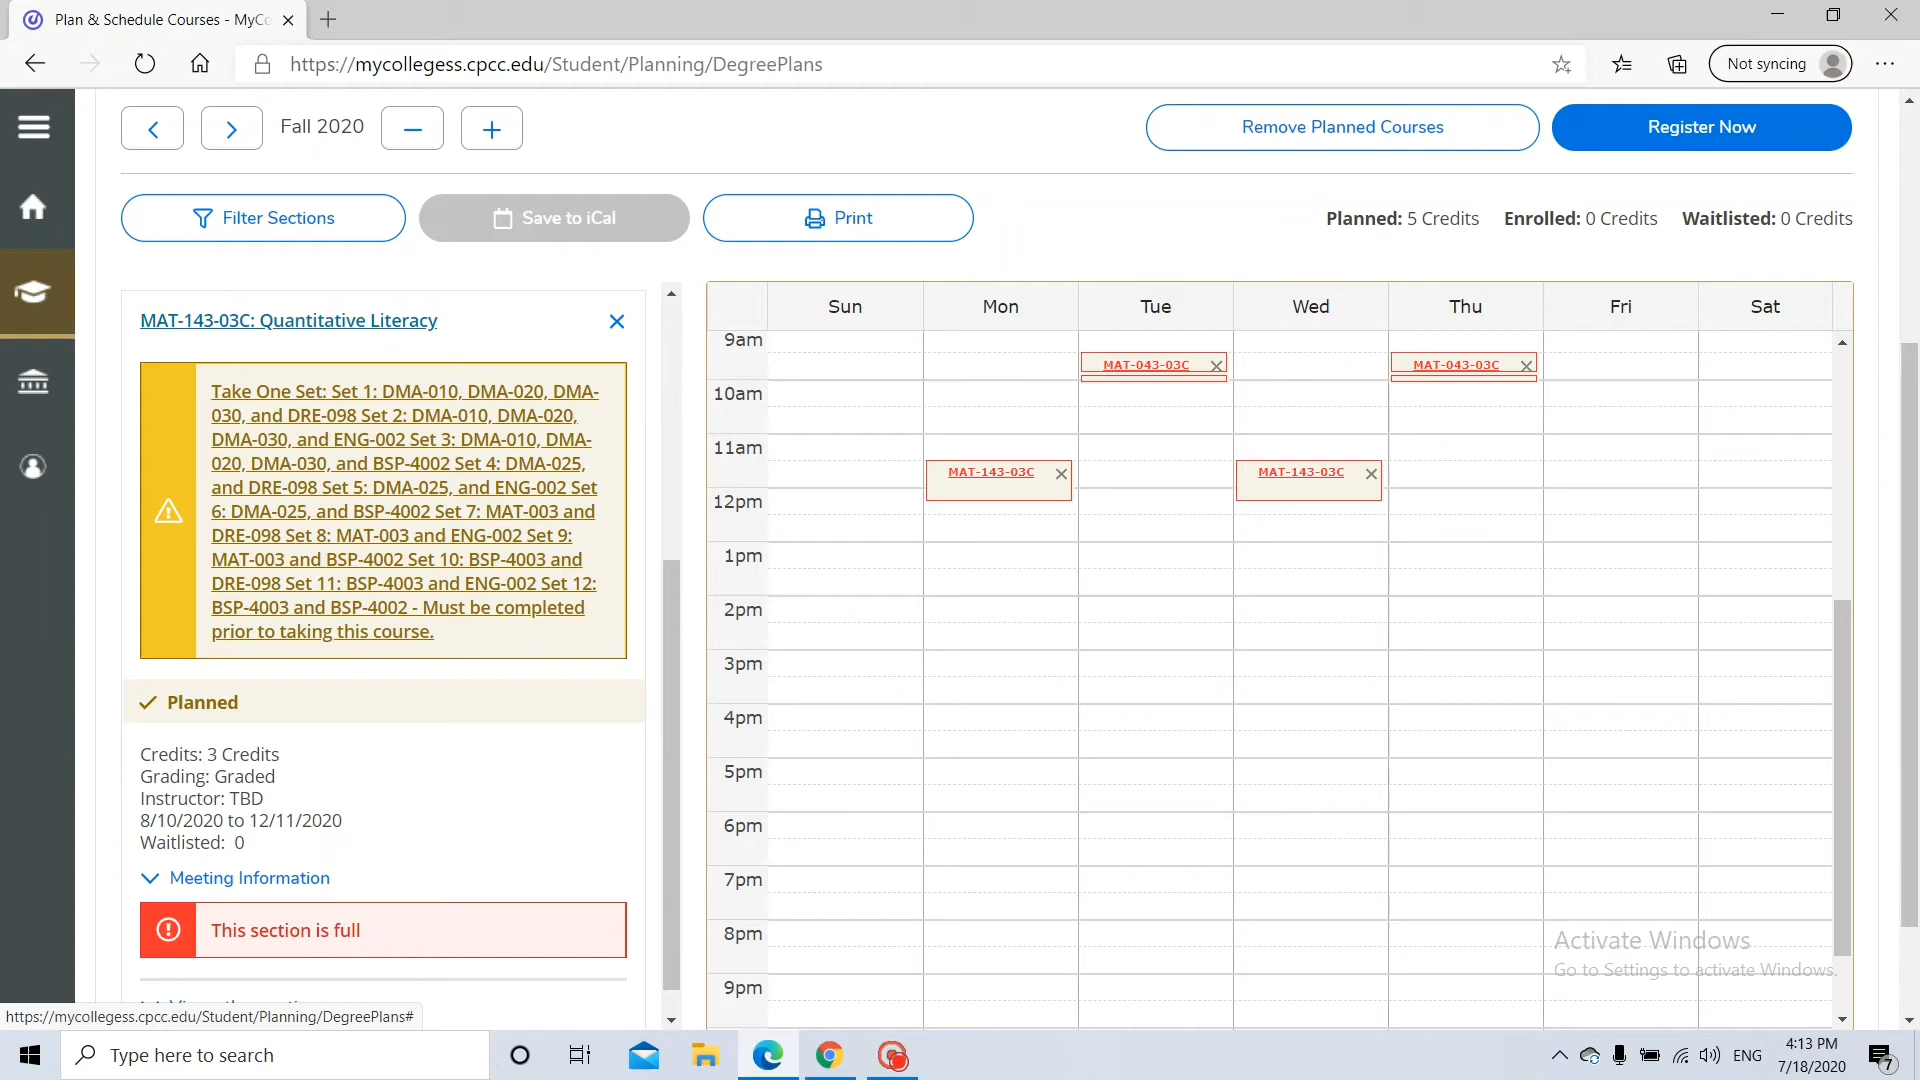 Plan & Schedule Courses - MyCo
https://mycollegess.cpcc.edu/Student/Planning/DegreePlans
Not syncing
Fall 2020
Remove Planned Courses
Register Now
Filter Sections
Save to iCal
Print
Planned: 5 Credits Enrolled: 0 Credits Waitlisted: 0 Credits
MAT-143-03C: Quantitative Literacy
Take One Set: Set 1: DMA-010, DMA-020, DMA-
030, and DRE-098 Set 2: DMA-010, DMA-020,
DMA-030, and ENG-002 Set 3: DMA-010, DMA-
020, DMA-030, and BSP-4002 Set 4: DMA-025,
and DRE-098 Set 5: DMA-025, and ENG-002 Set
6: DMA-025, and BSP-4002 Set 7: MAT-003 and
DRE-098 Set 8: MAT-003 and ENG-002 Set 9:
MAT-003 and BSP-4002 Set 10: BSP-4003 and
DRE-098 Set 11: BSP-4003 and ENG-002 Set 12:
BSP-4003 and BSP-4002 - Must be completed
prior to taking this course.
Planned
Credits: 3 Credits
Grading: Graded
Instructor: TBD
8/10/2020 to 12/11/2020
Waitlisted: 0
Meeting Information
This section is full
Sun Mon Tue Wed Thu Fri Sat
9am
MAT-043-03C MAT-043-03C
10am
11am
MAT-143-03C MAT-143-03C
12pm
1pm
2pm
3pm
4pm
5pm
6pm
7pm
8pm
9pm
Activate Windows
Go to Settings to activate Windows.
https://mycollegess.cpcc.edu/Student/Planning/DegreePlans#
Type here to search
ENG
4:13 PM
7/18/2020
7